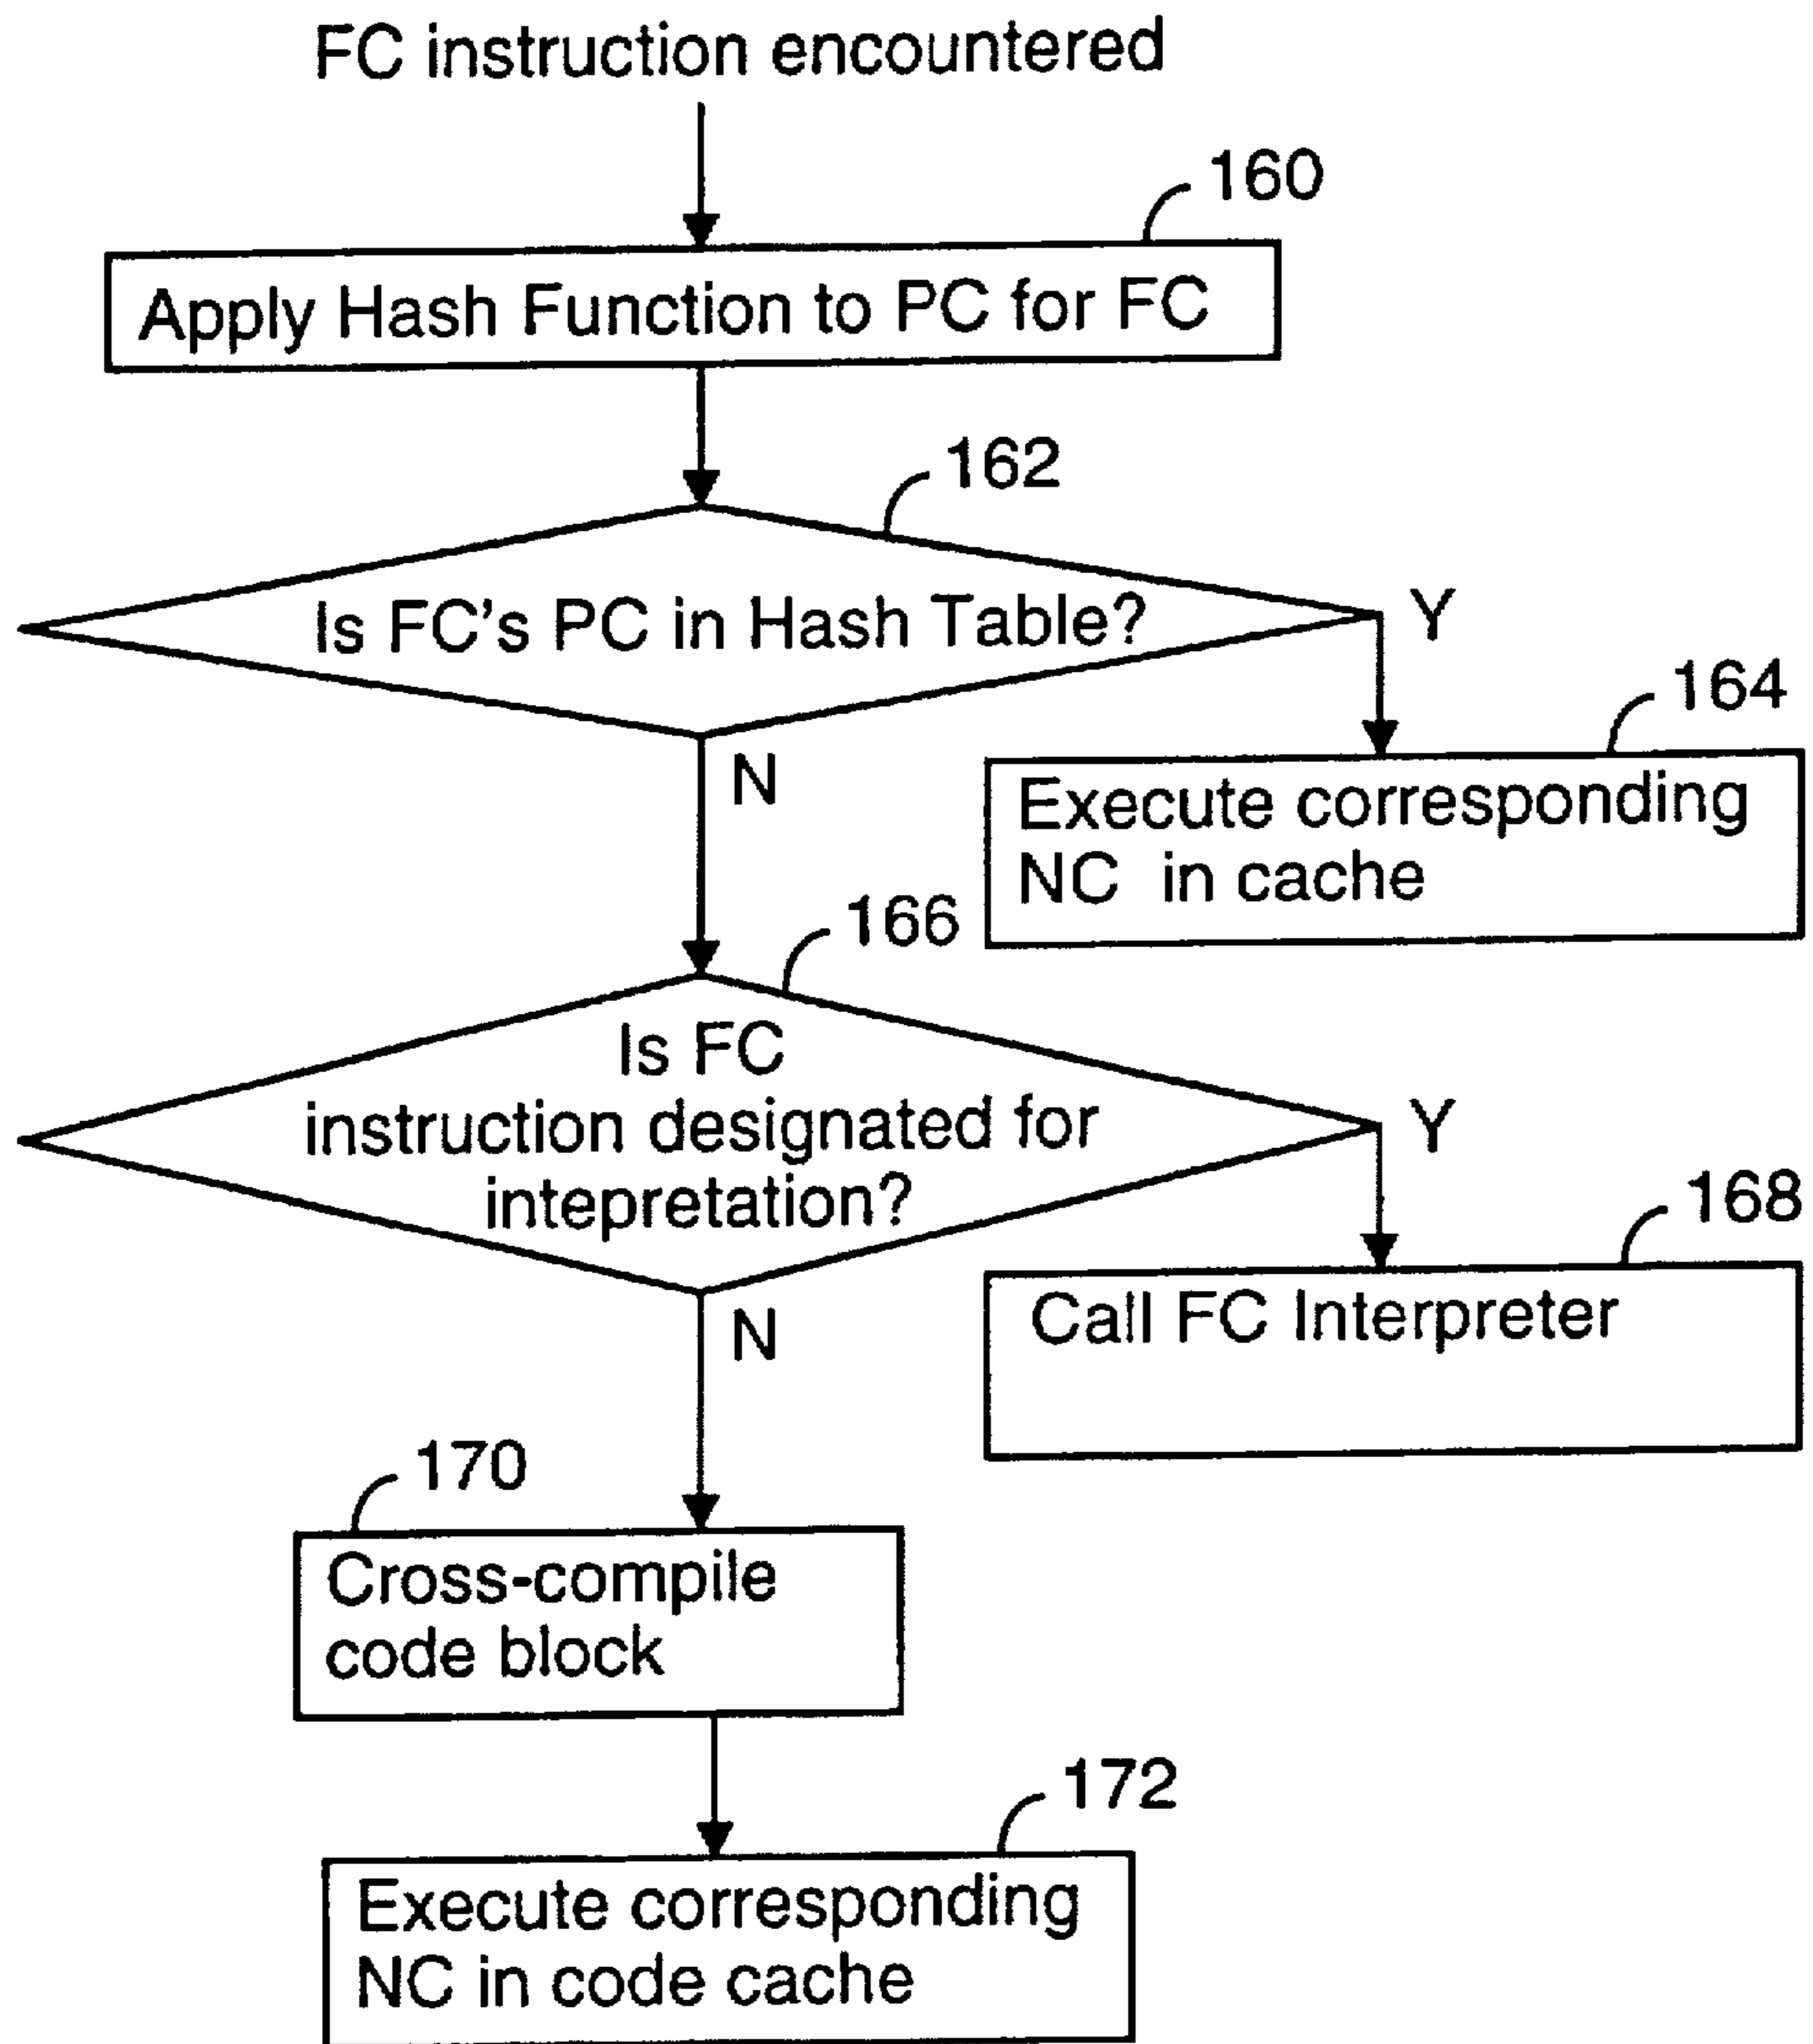 FC instruction encountered
160
Apply Hash Function to PC for FC
162
Is FC's PC in Hash Table?
Y
N
164
Execute corresponding
NC in cache
166
Is FC
instruction designated for
intepretation?
Y
N
168
Call FC Interpreter
170
Cross-compile
code block
172
Execute corresponding
NC in code cache